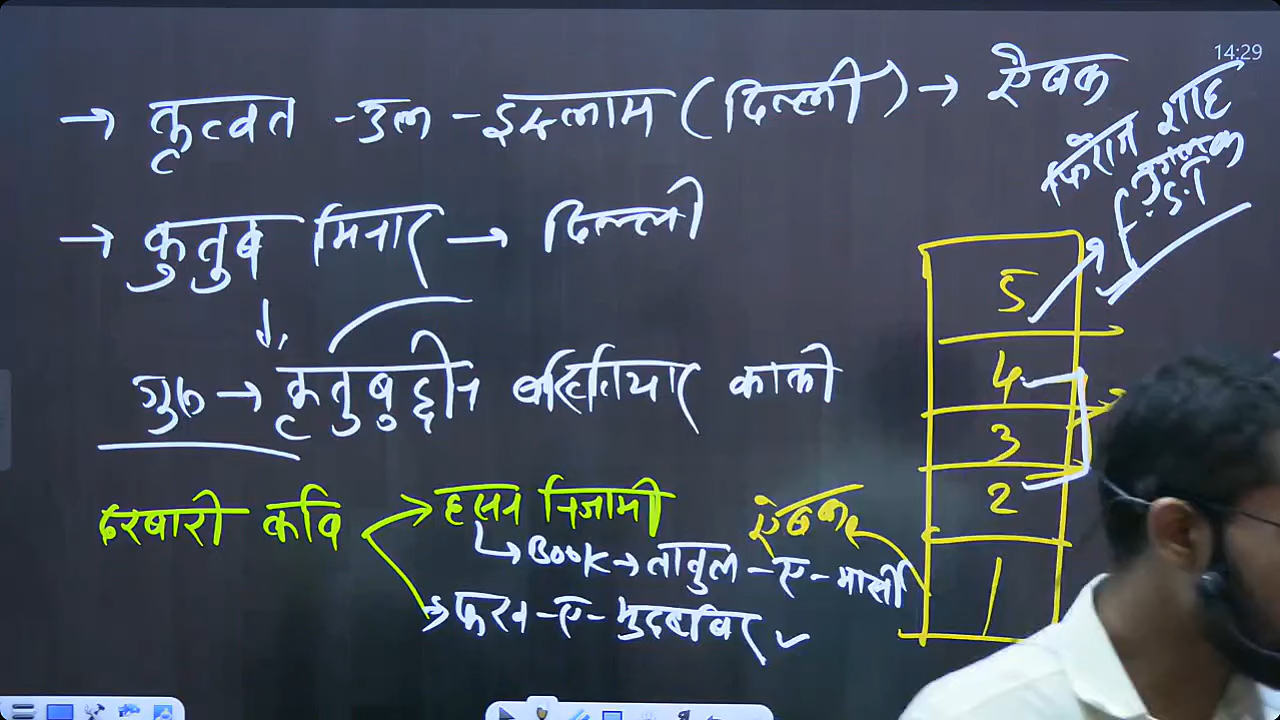 14:29
→ कुव्वत -उल -इस्लाम (दिल्ली) → ऐबक
फिरोज शाह
तुगलक
→ कुतुब मिनार → दिल्ली
5
गुरु → कुतुबुद्दीन बख्तियार काकी
4
3
दरबारी कवि → हसन निजामी
2
ऐबक
→ Book → ताजुल -ए- मासी
→ फख्र -ए- मुदब्बिर ✓
1